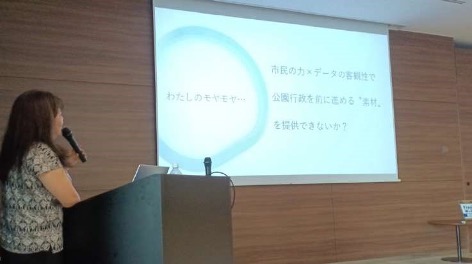 わたしのモヤモヤ…
市民の力×データの客観性で
公園行政を前に進める〝素材〟
を提供できないか？